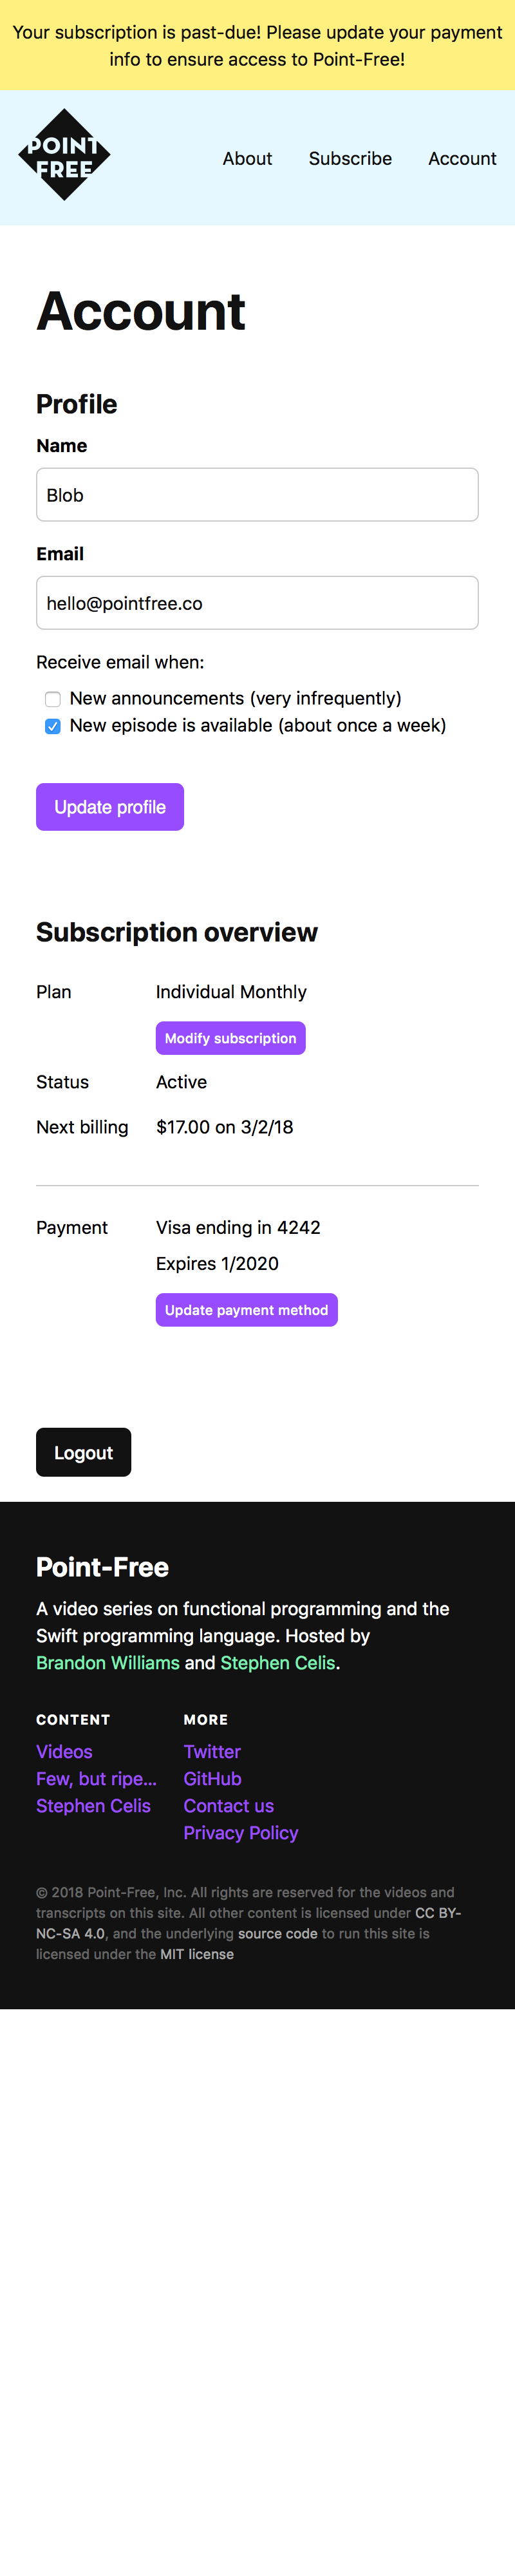 Your subscription is past-due! Please update your payment
info to ensure access to Point-Free!
POINT
FREE
About Subscribe Account
Account
Profile
Name
Blob
Email
hello@pointfree.co
Receive email when:
New announcements (very infrequently)
New episode is available (about once a week)
Update profile
Subscription overview
Plan Individual Monthly
Modify subscription
Status Active
Next billing $17.00 on 3/2/18
Payment Visa ending in 4242
Expires 1/2020
Update payment method
Logout
Point-Free
A video series on functional programming and the
Swift programming language. Hosted by
Brandon Williams and Stephen Celis.
CONTENT
Videos
Few, but ripe...
Stephen Celis
MORE
Twitter
GitHub
Contact us
Privacy Policy
© 2018 Point-Free, Inc. All rights are reserved for the videos and
transcripts on this site. All other content is licensed under CC BY-
NC-SA 4.0, and the underlying source code to run this site is
licensed under the MIT license